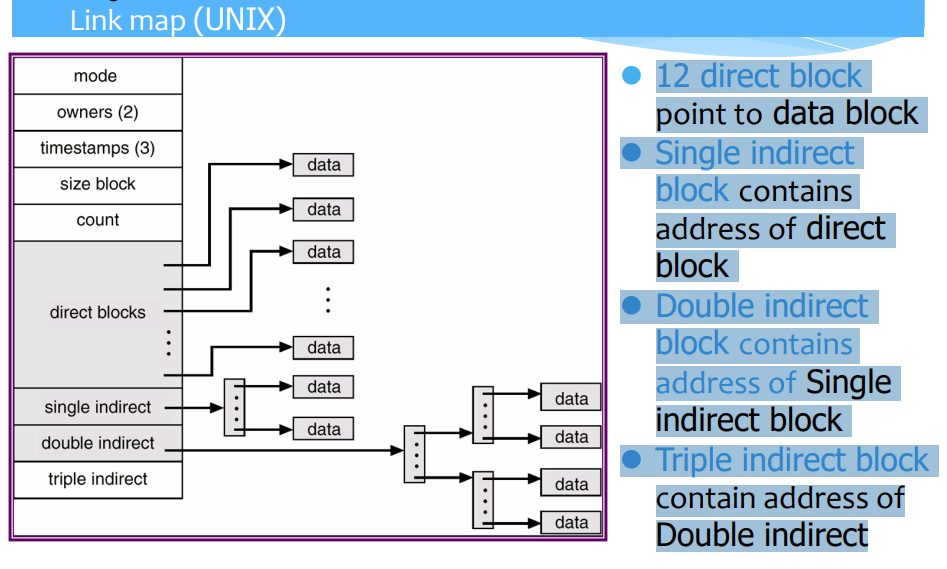 Link map (UNIX)
mode
owners (2)
timestamps (3)
size block
count
direct blocks
single indirect
double indirect
triple indirect
data
data
data
data
data
data
data
data
data
data
12 direct block
point to data block
Single indirect
block contains
address of direct
block
Double indirect
block contains
address of Single
indirect block
Triple indirect block
contain address of
Double indirect